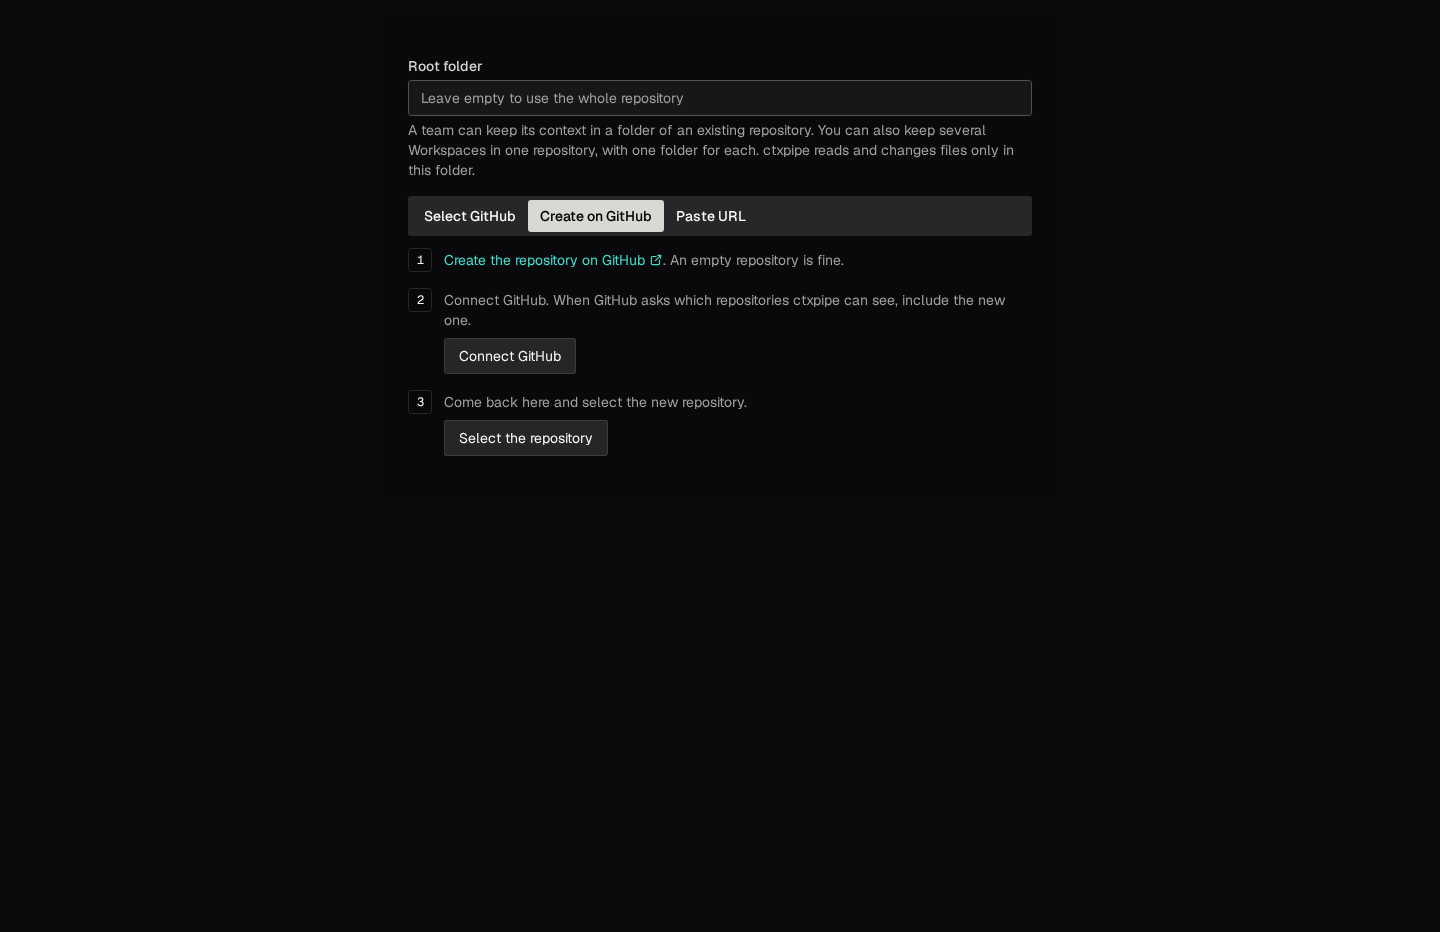 Root folder
Leave empty to use the whole repository
A team can keep its context in a folder of an existing repository. You can also keep several
Workspaces in one repository, with one folder for each. ctxpipe reads and changes files only in
this folder.
Select GitHub Create on GitHub Paste URL
1 Create the repository on GitHub. An empty repository is fine.
2 Connect GitHub. When GitHub asks which repositories ctxpipe can see, include the new
one.
Connect GitHub
3 Come back here and select the new repository.
Select the repository